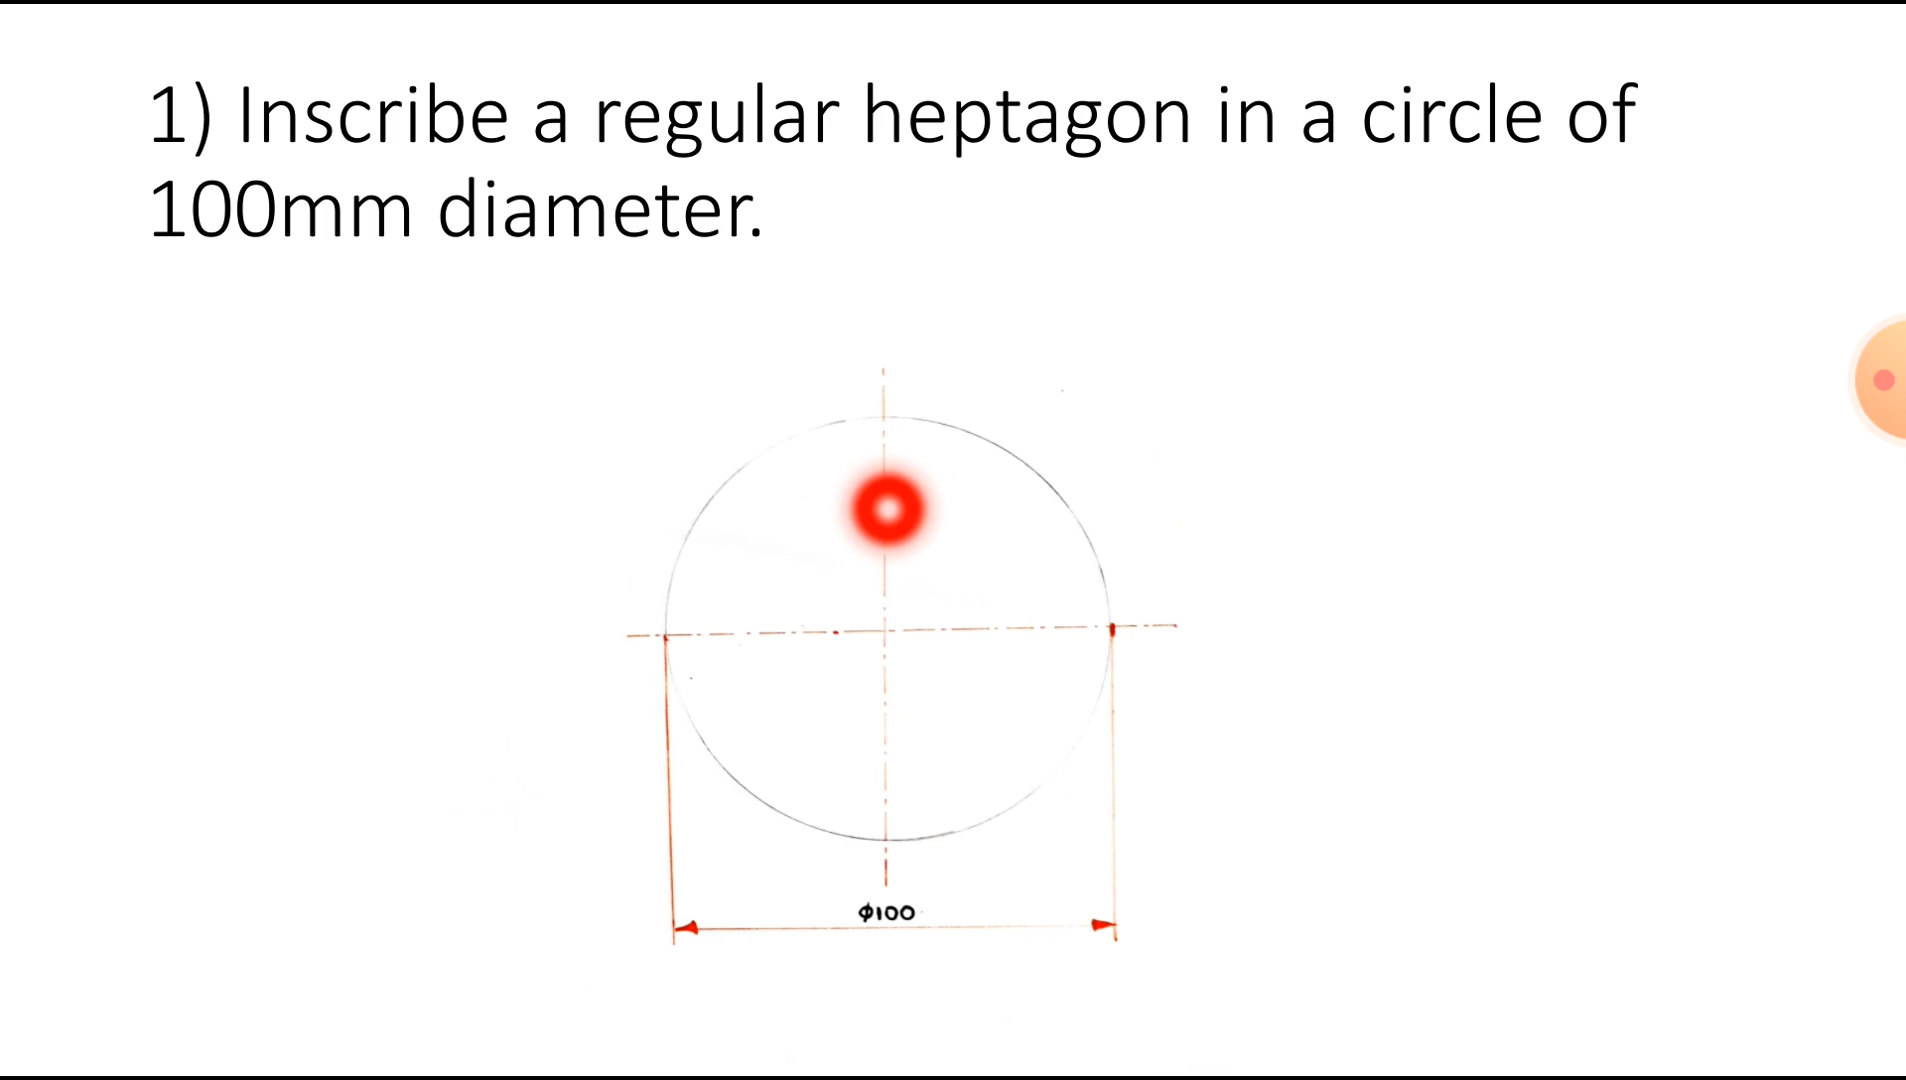 1) Inscribe a regular heptagon in a circle of
100mm diameter.
ϕ100